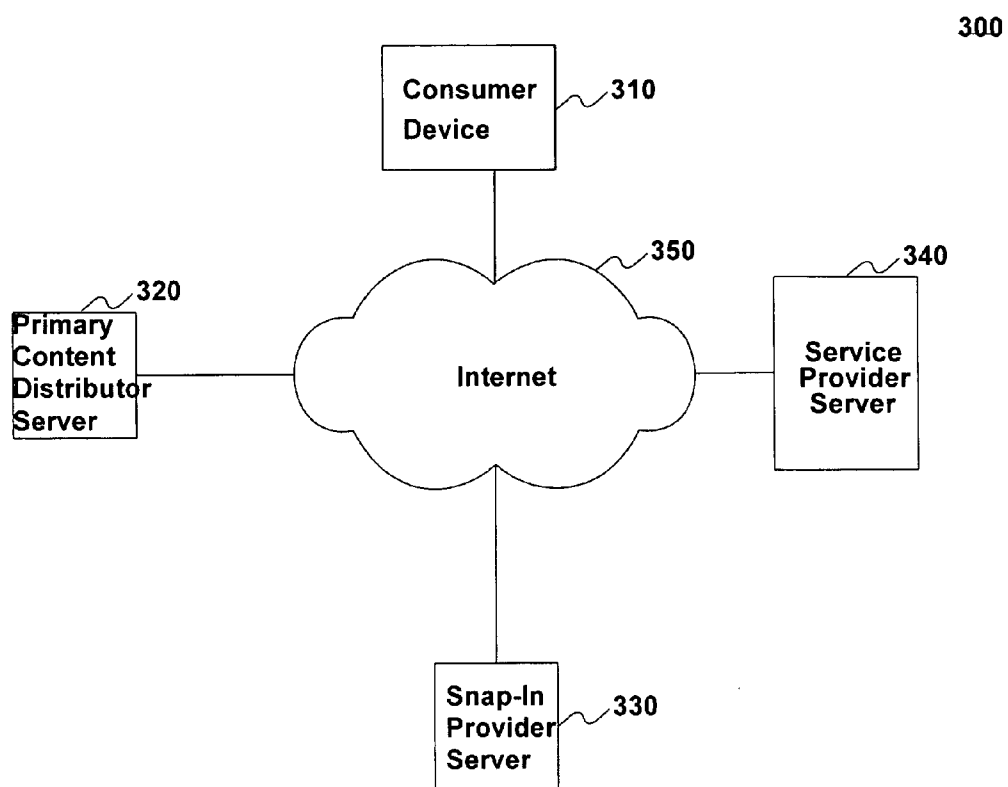 300
Consumer
Device
310
350
340
320
Primary
Content
Distributor
Server
Internet
Service
Provider
Server
Snap-In
Provider
Server
330